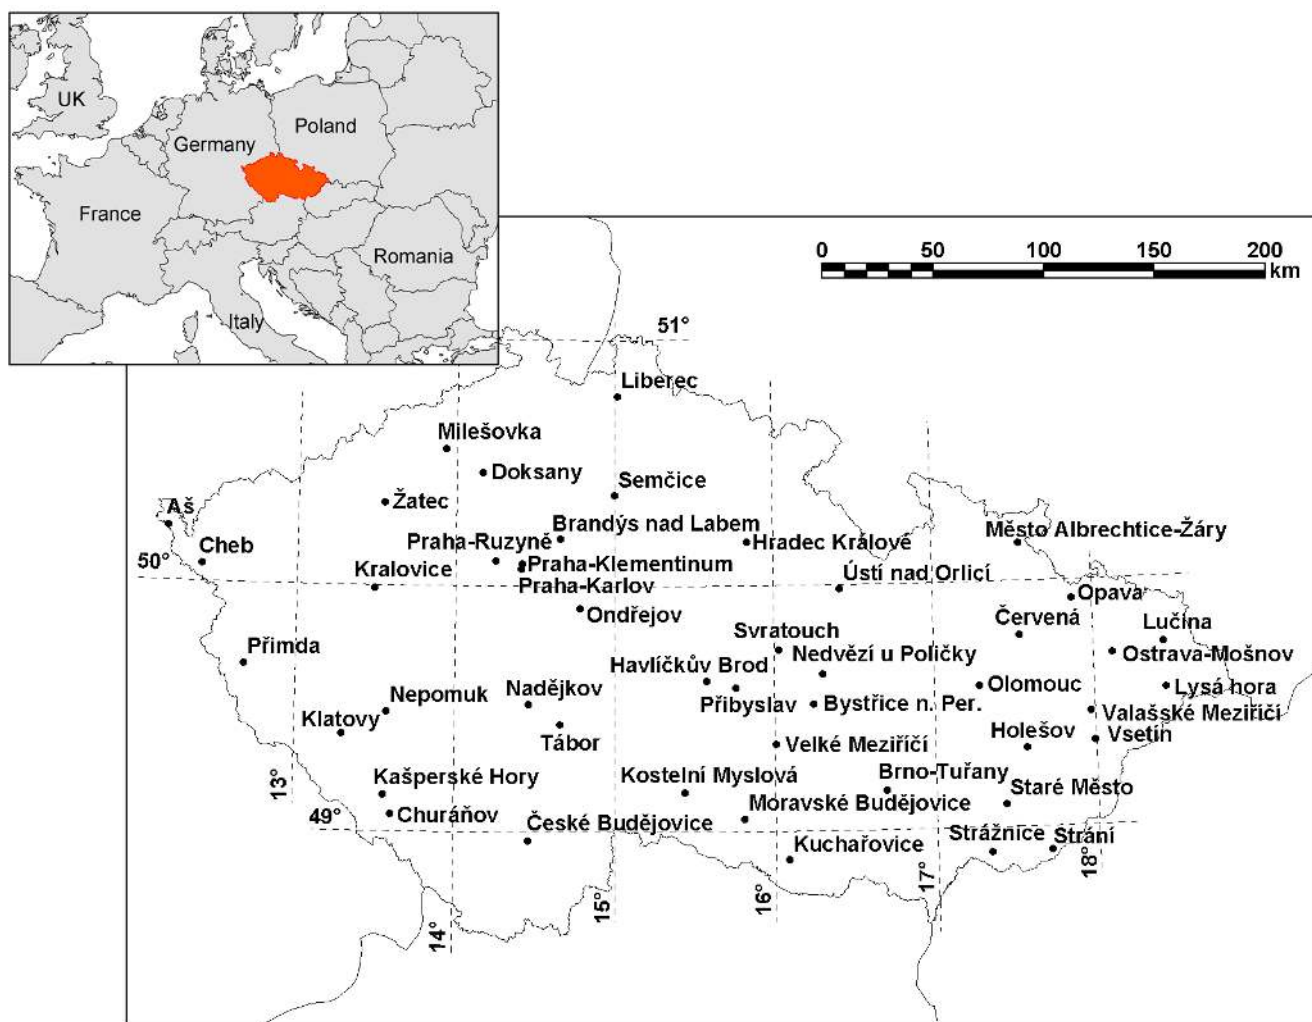 UK
Poland
Germany
France
Romania
Italy
0 50 100 150 200
km
51°
Liberec
Milešovka
Doksany
Semčice
Žatec
Aš
Brandýs nad Labem
Město Albrechtice-Žáry
Cheb
Praha-Ruzyně
Hradec Králové
50°
Kralovice
Praha-Klementinum
Ústí nad Orlicí
Praha-Karlov
Opava
Ondřejov
Červená
Lučina
Přimda
Svratouch
Nedvězí u Poličky
Ostrava-Mošnov
Havlíčkův Brod
Nepomuk
Nadějkov
Olomouc
Lysá hora
Přibyslav
Bystřice n. Per.
Valašské Meziříčí
Klatovy
Holešov
Vsetín
Tábor
Velké Meziříčí
13°
Kašperské Hory
Kostelní Myslová
Brno-Tuřany
Staré Město
Churáňov
Moravské Budějovice
49°
České Budějovice
Strážnice
Strání
Kuchařovice
18°
17°
16°
15°
14°